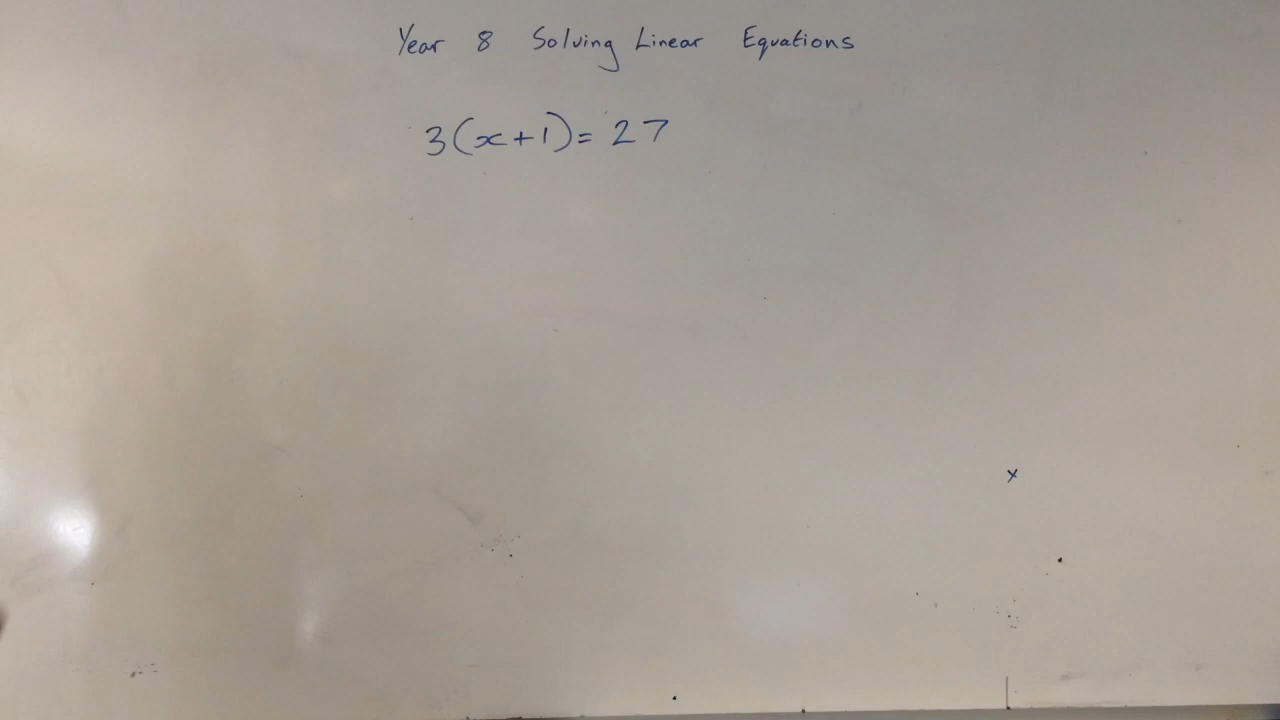 Year 8 Solving Linear Equations
3(x+1)= 27
x